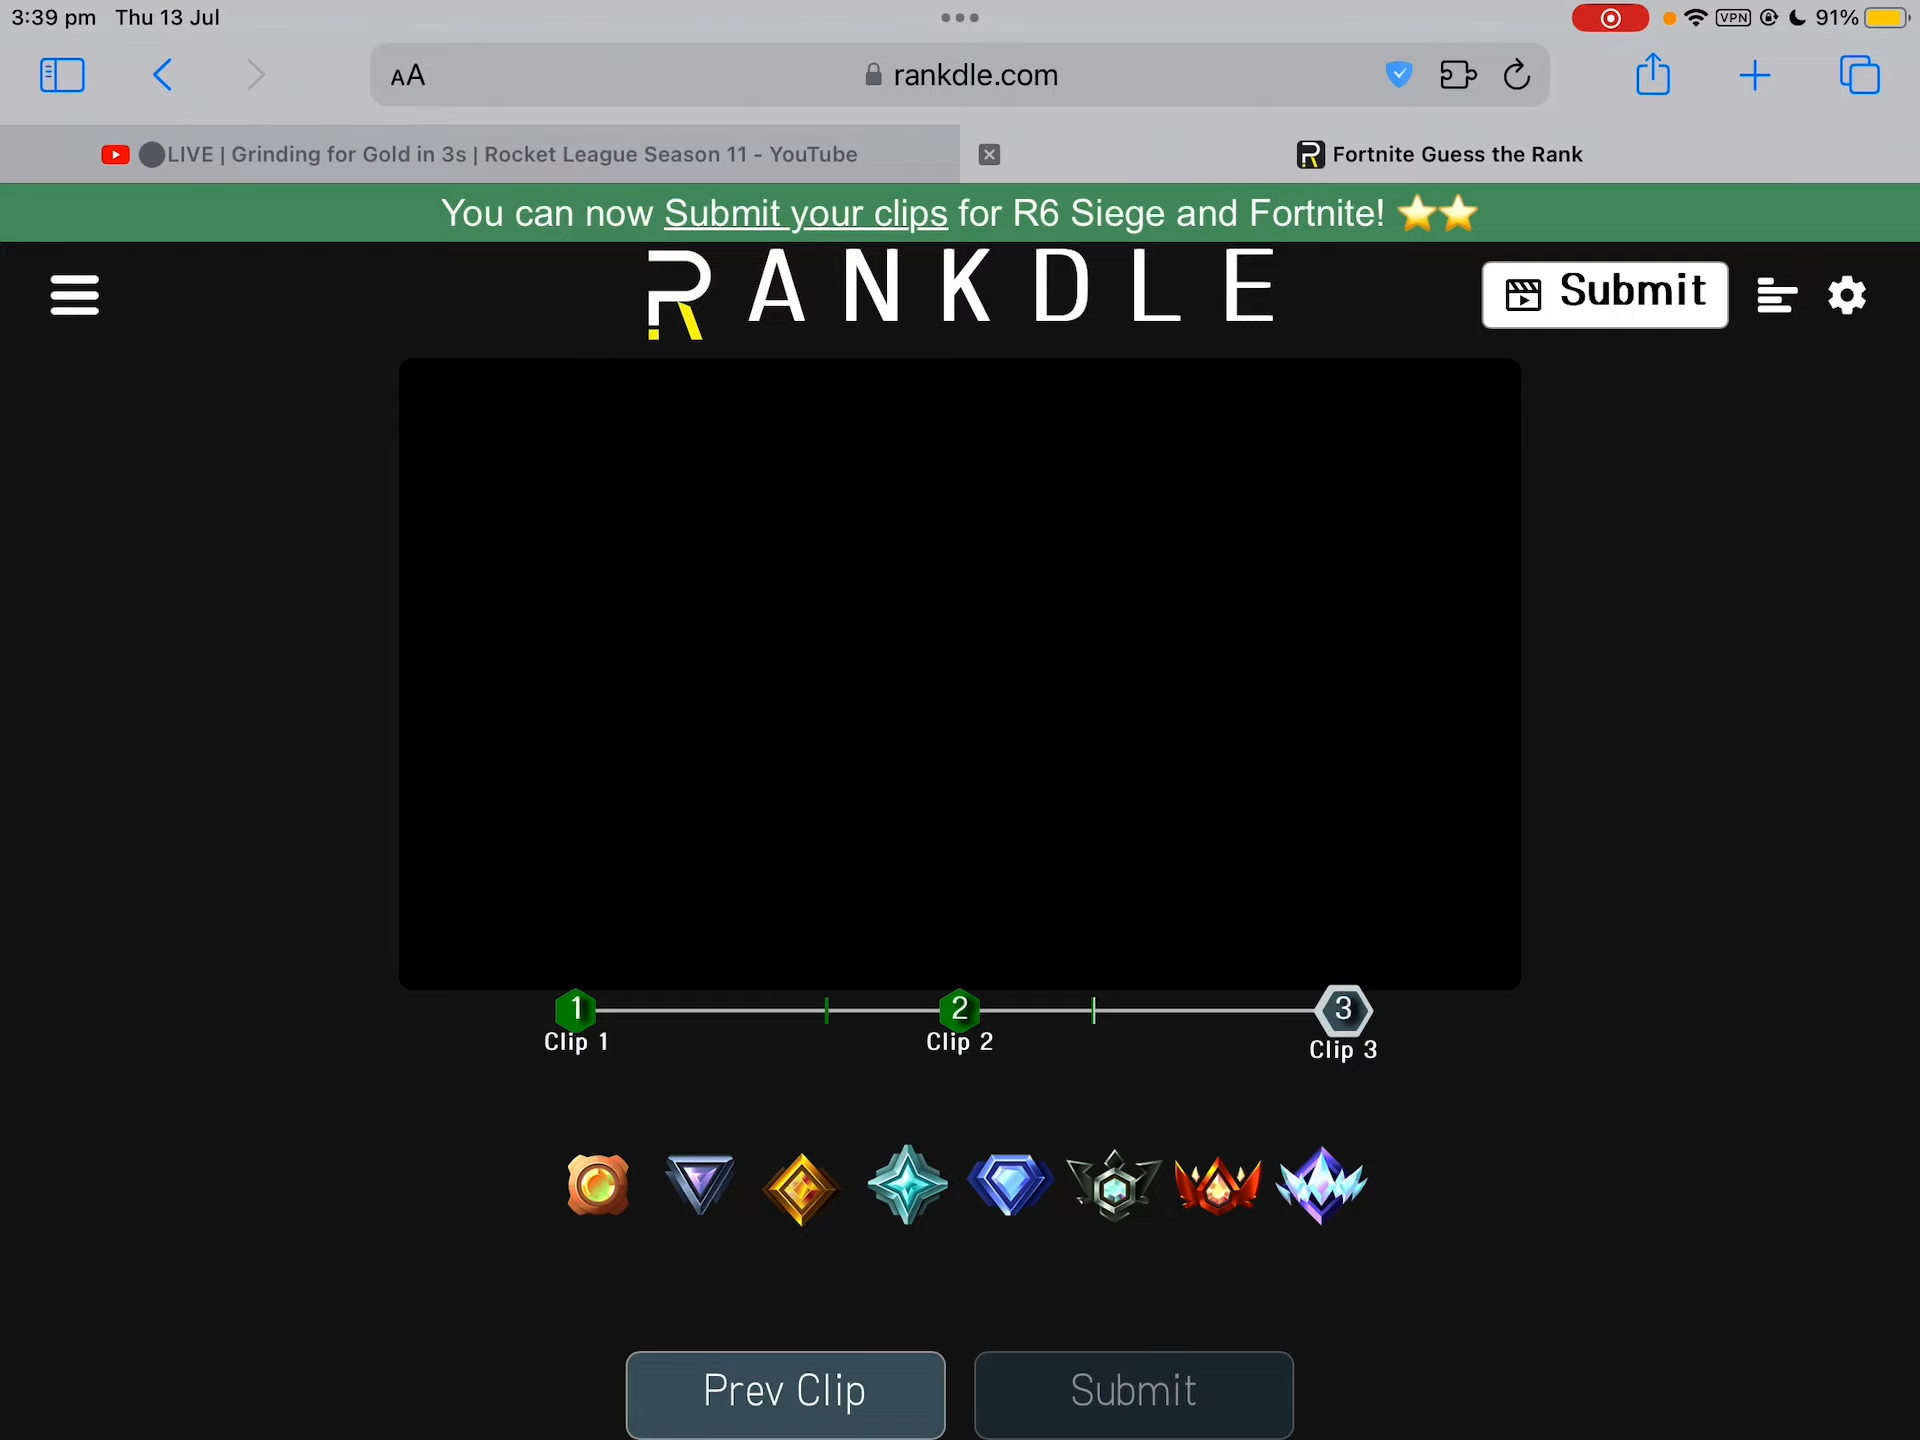 3:39 pm Thu 13 Jul
VPN 91%
AA rankdle.com
LIVE | Grinding for Gold in 3s | Rocket League Season 11 - YouTube
Fortnite Guess the Rank
You can now Submit your clips for R6 Siege and Fortnite! ⭐⭐
RANKDLE
Submit
1 2 3
Clip 1 Clip 2 Clip 3
Prev Clip Submit